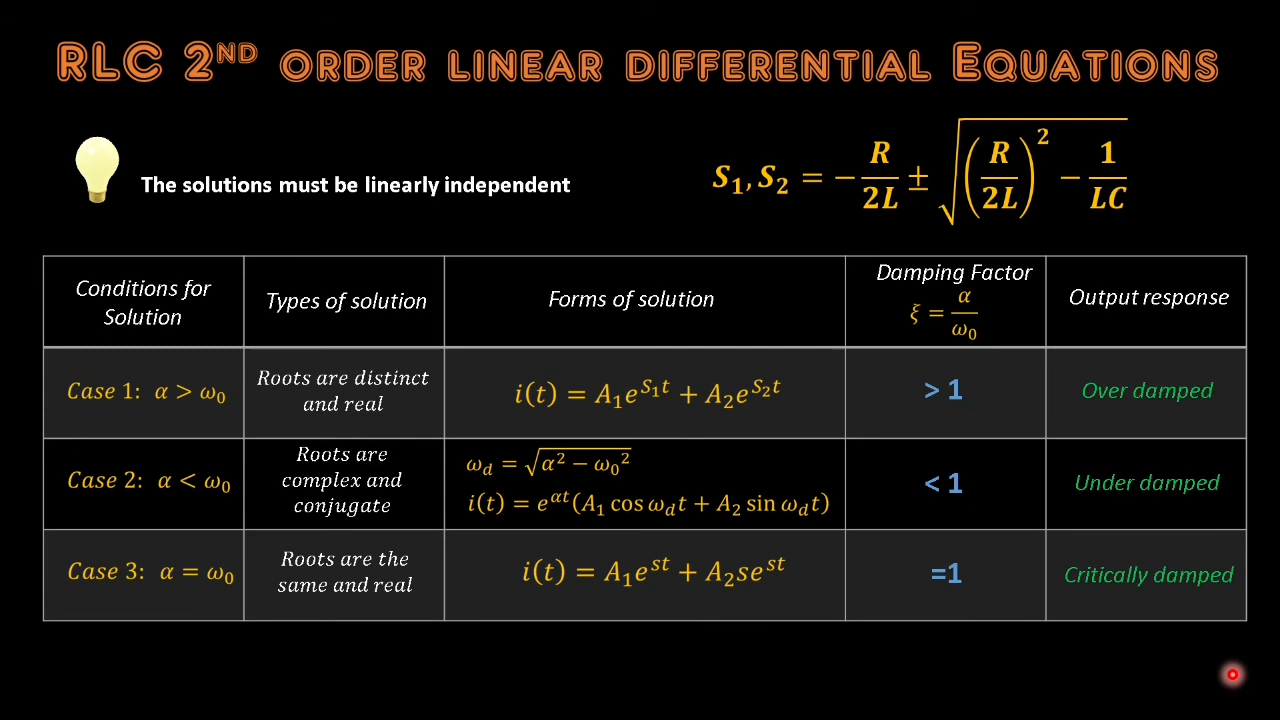 RLC 2ND ORDER LINEAR DIFFERENTIAL EQUATIONS
The solutions must be linearly independent
S₁, S₂ = −R/2L ± √((R/2L)² − 1/LC)
Conditions for
Solution
Types of solution
Forms of solution
Damping Factor
ξ = α/ω₀
Output response
Case 1: α > ω₀
Roots are distinct
and real
i(t) = A₁e^{S₁t} + A₂e^{S₂t}
> 1
Over damped
Case 2: α < ω₀
Roots are
complex and
conjugate
ω_d = √(α² − ω₀²)
i(t) = e^{αt}(A₁ cos ω_d t + A₂ sin ω_d t)
< 1
Under damped
Case 3: α = ω₀
Roots are the
same and real
i(t) = A₁e^{st} + A₂se^{st}
=1
Critically damped